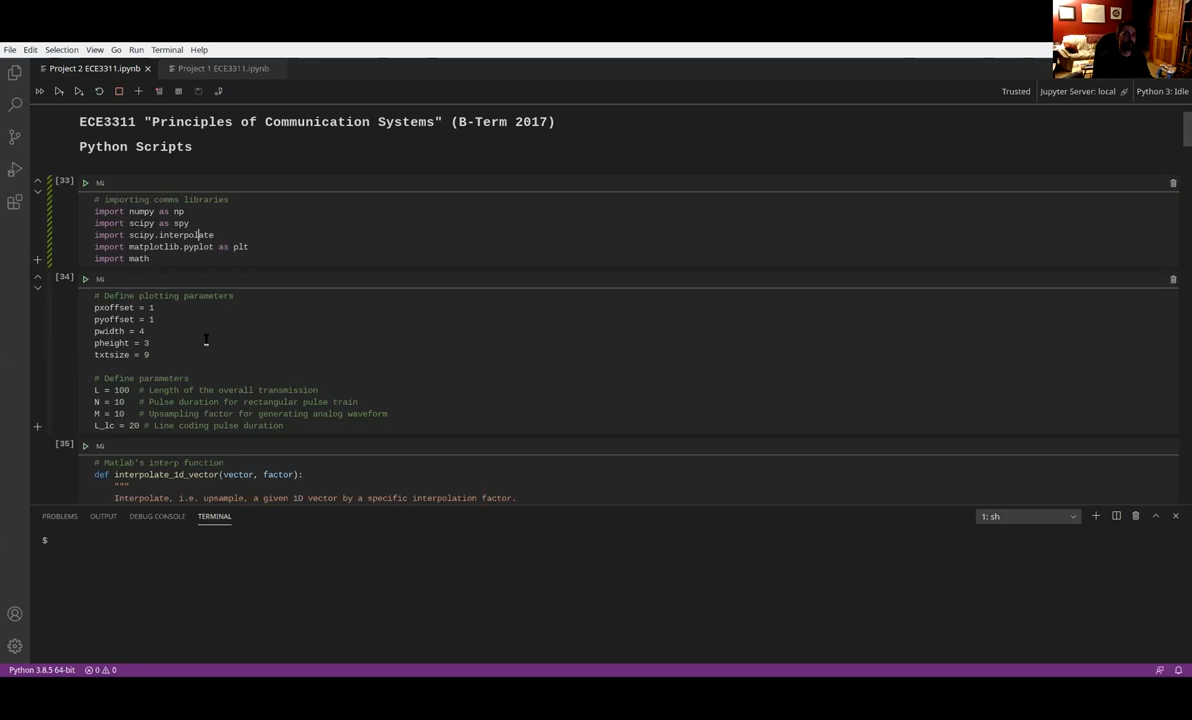 File Edit Selection View Go Run Terminal Help
Project 2 ECE3311.ipynb Project 1 ECE3311.ipynb
Trusted Jupyter Server: local Python 3: Idle
ECE3311 "Principles of Communication Systems" (B-Term 2017)
Python Scripts
[33]
M↓
# importing comms libraries
import numpy as np
import scipy as spy
import scipy.interpolate
import matplotlib.pyplot as plt
import math
[34]
M↓
# Define plotting parameters
pxoffset = 1
pyoffset = 1
pwidth = 4
pheight = 3
txtsize = 9
# Define parameters
L = 100 # Length of the overall transmission
N = 10 # Pulse duration for rectangular pulse train
M = 10 # Upsampling factor for generating analog waveform
L_lc = 20 # Line coding pulse duration
[35]
M↓
# Matlab's interp function
def interpolate_1d_vector(vector, factor):
"""
Interpolate, i.e. upsample, a given 1D vector by a specific interpolation factor.
PROBLEMS OUTPUT DEBUG CONSOLE TERMINAL 1: sh
$
Python 3.8.5 64-bit 0 0